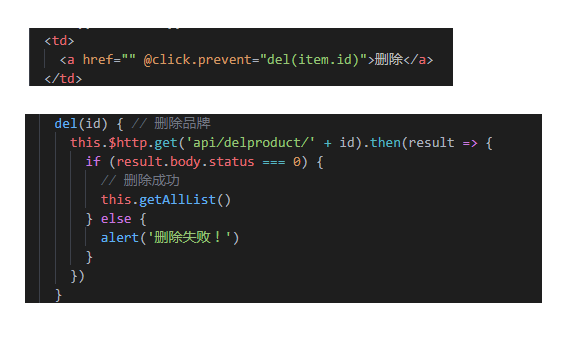 <td>
<a href="" @click.prevent="del(item.id)">删除</a>
</td>
del(id) { // 删除品牌
this.$http.get('api/delproduct/' + id).then(result => {
if (result.body.status === 0) {
// 删除成功
this.getAllList()
} else {
alert('删除失败！')
}
})
}